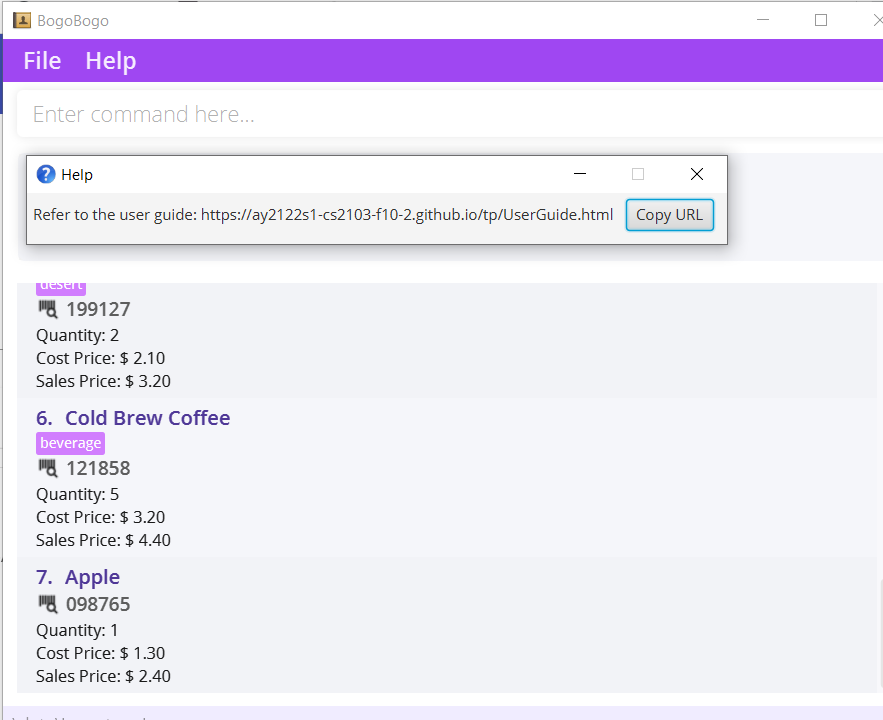 BogoBogo
File Help
Enter command here...
Help
Refer to the user guide: https://ay2122s1-cs2103-f10-2.github.io/tp/UserGuide.html Copy URL
desert
199127
Quantity: 2
Cost Price: $ 2.10
Sales Price: $ 3.20
6. Cold Brew Coffee
beverage
121858
Quantity: 5
Cost Price: $ 3.20
Sales Price: $ 4.40
7. Apple
098765
Quantity: 1
Cost Price: $ 1.30
Sales Price: $ 2.40